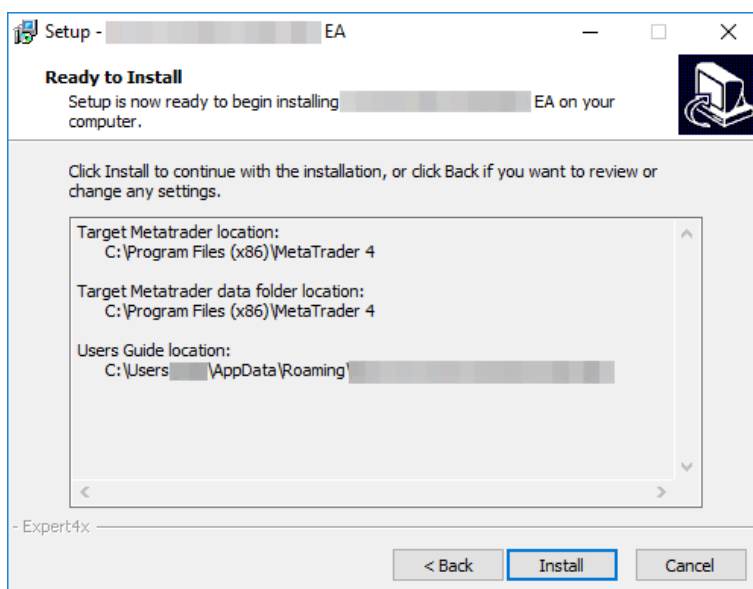 Setup - EA
Ready to Install
Setup is now ready to begin installing EA on your
computer.
Click Install to continue with the installation, or click Back if you want to review or
change any settings.
Target Metatrader location:
C:\Program Files (x86)\MetaTrader 4
Target Metatrader data folder location:
C:\Program Files (x86)\MetaTrader 4
Users Guide location:
C:\Users \AppData\Roaming\
Expert4x
< Back Install Cancel